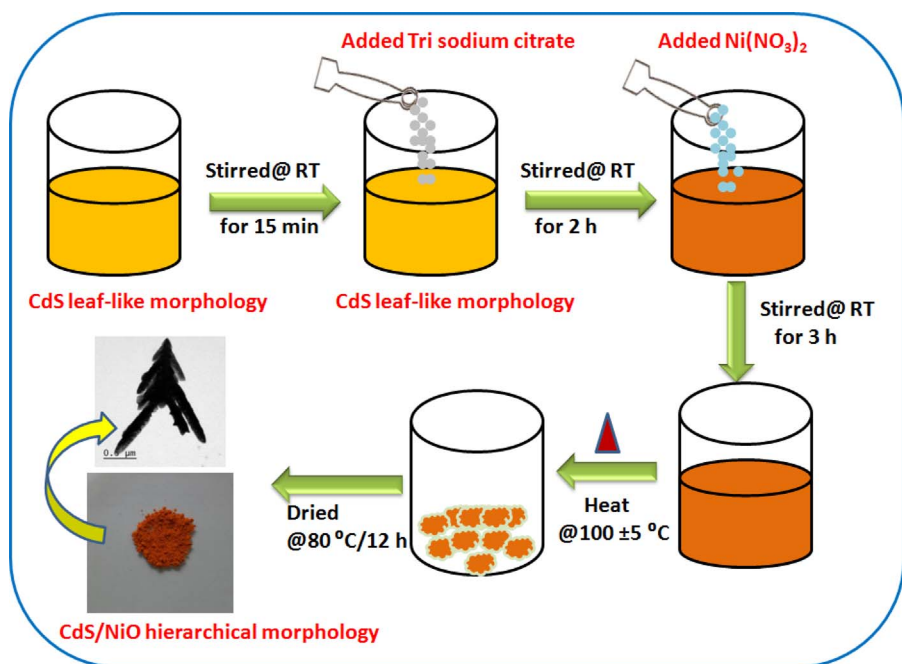 Added Tri sodium citrate
Added Ni(NO₃)₂
Stirred@ RT
for 15 min
Stirred@ RT
for 2 h
CdS leaf-like morphology
CdS leaf-like morphology
Stirred@ RT
for 3 h
Heat
@100 ±5 ⁰C
Dried
@80 ⁰C/12 h
CdS/NiO hierarchical morphology